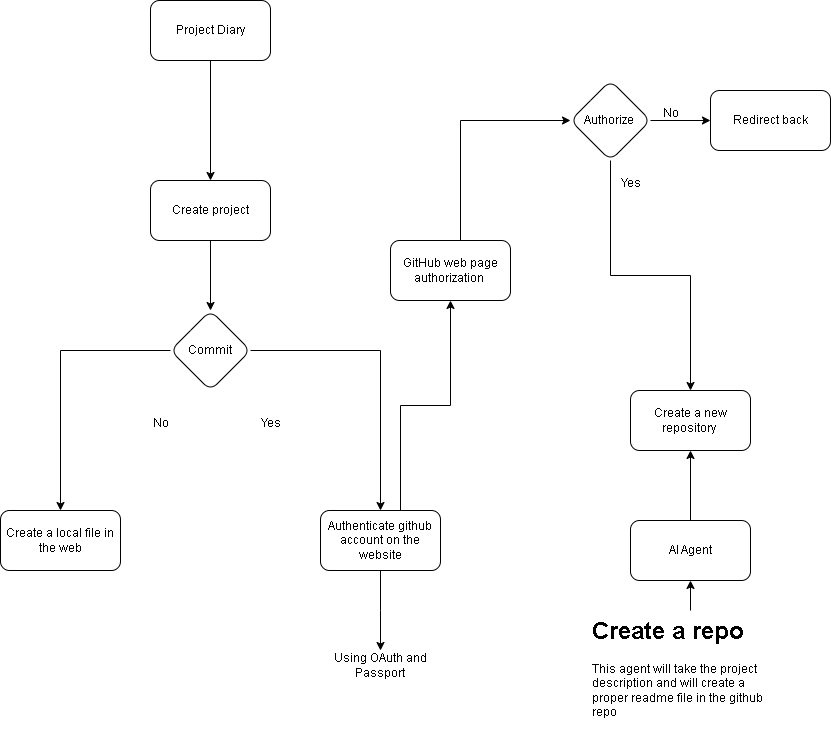 Project Diary
Create project
Commit
No
Yes
Create a local file in
the web
Authenticate github
account on the
website
Using OAuth and
Passport
GitHub web page
authorization
Authorize
No
Redirect back
Yes
Create a new
repository
AI Agent
Create a repo
This agent will take the project
description and will create a
proper readme file in the github
repo